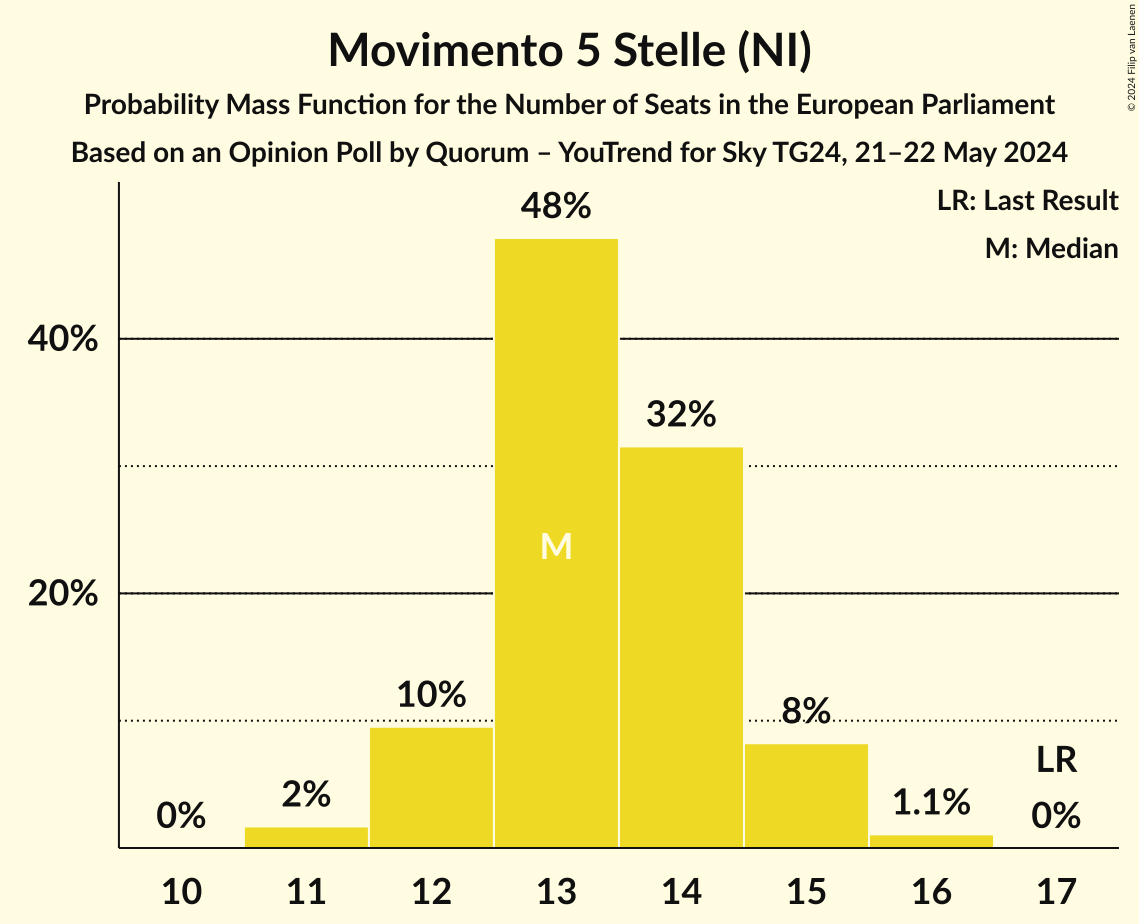 Movimento 5 Stelle (NI)
Probability Mass Function for the Number of Seats in the European Parliament
Based on an Opinion Poll by Quorum – YouTrend for Sky TG24, 21–22 May 2024
© 2024 Filip van Laenen
LR: Last Result
M: Median
48%
40%
32%
M
20%
10%
8%
LR
2%
1.1%
0%
0%
10 11 12 13 14 15 16 17